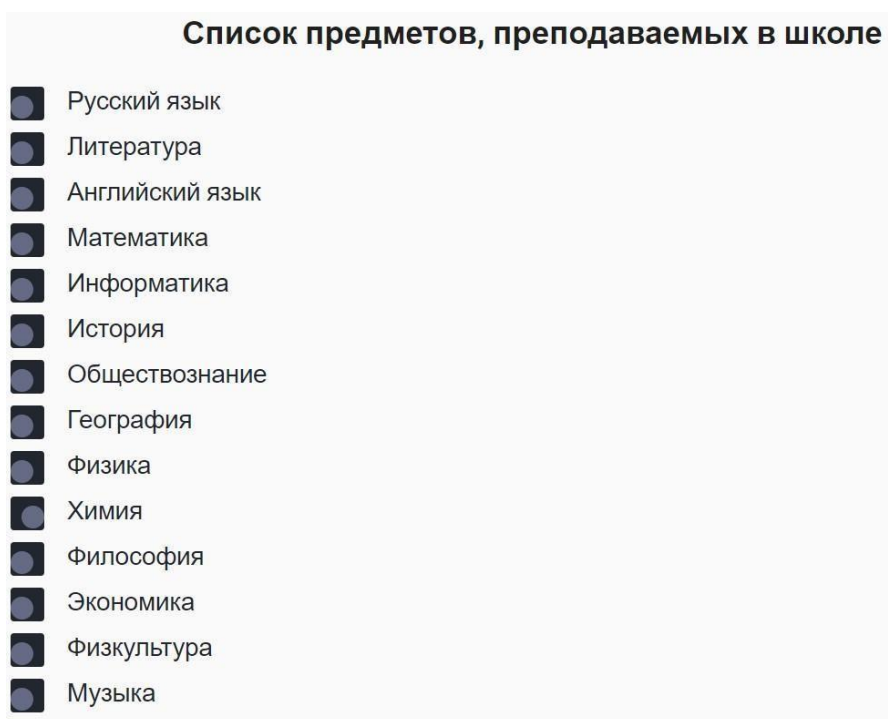 Список предметов, преподаваемых в школе
Русский язык
Литература
Английский язык
Математика
Информатика
История
Обществознание
География
Физика
Химия
Философия
Экономика
Физкультура
Музыка